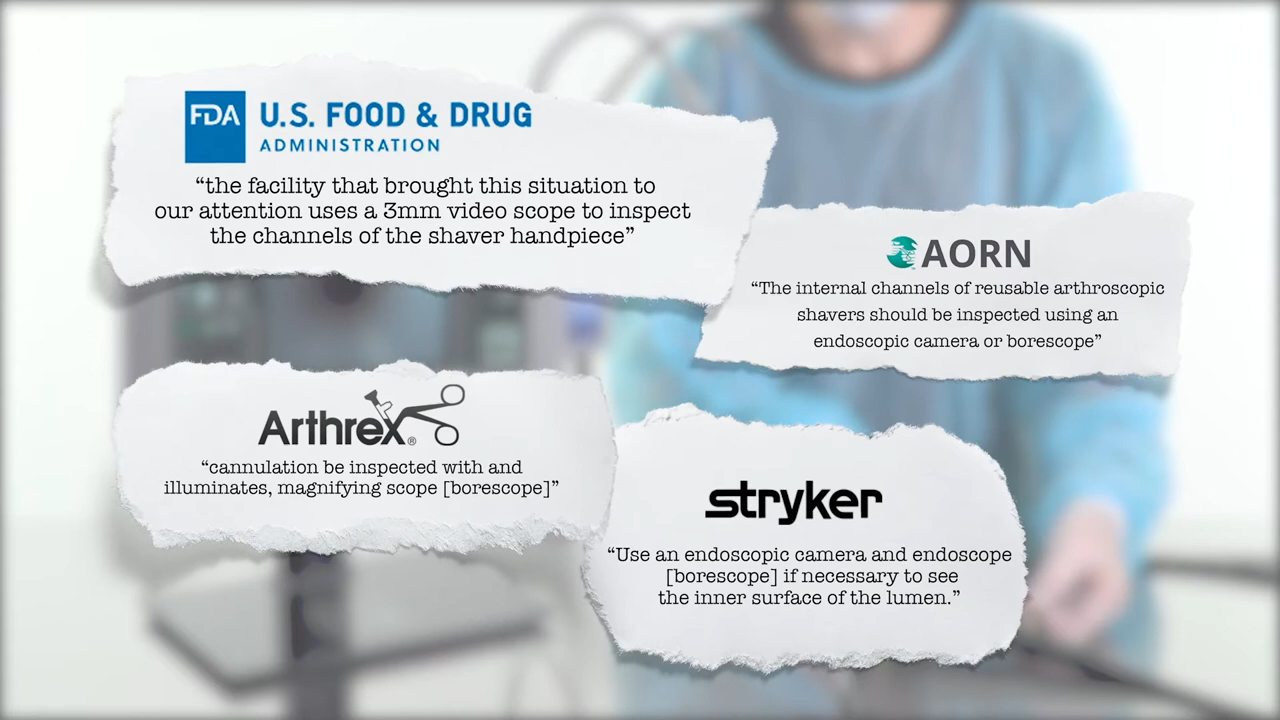 FDA
U.S. FOOD & DRUG
ADMINISTRATION
“the facility that brought this situation to
our attention uses a 3mm video scope to inspect
the channels of the shaver handpiece”
AORN
“The internal channels of reusable arthroscopic
shavers should be inspected using an
endoscopic camera or borescope”
Arthrex®
“cannulation be inspected with and
illuminates, magnifying scope [borescope]”
stryker
“Use an endoscopic camera and endoscope
[borescope] if necessary to see
the inner surface of the lumen.”